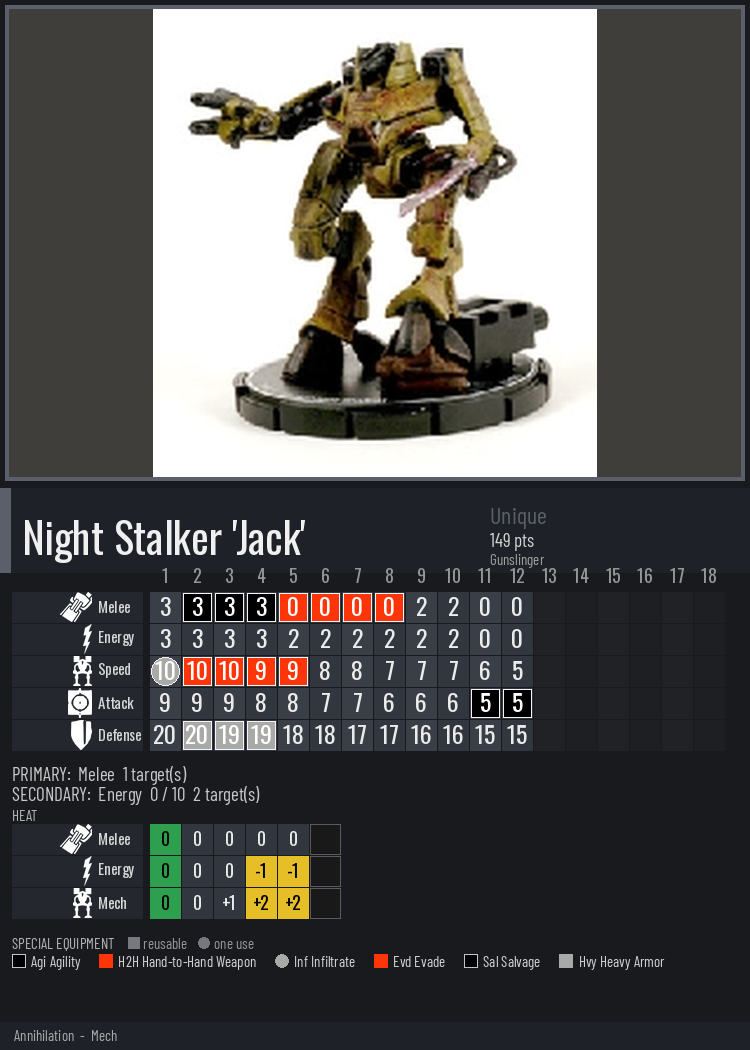 Night Stalker 'Jack'
Unique
149 pts
Gunslinger
1 2 3 4 5 6 7 8 9 10 11 12 13 14 15 16 17 18
Melee 3 3 3 3 0 0 0 0 2 2 0 0
Energy 3 3 3 3 2 2 2 2 2 2 0 0
Speed 10 10 10 9 9 8 8 7 7 7 6 5
Attack 9 9 9 8 8 7 7 6 6 6 5 5
Defense 20 20 19 19 18 18 17 17 16 16 15 15
PRIMARY: Melee 1 target(s)
SECONDARY: Energy 0 / 10 2 target(s)
HEAT
Melee 0 0 0 0 0
Energy 0 0 0 -1 -1
Mech 0 0 +1 +2 +2
SPECIAL EQUIPMENT reusable one use
Agi Agility H2H Hand-to-Hand Weapon Inf Infiltrate Evd Evade Sal Salvage Hvy Heavy Armor
Annihilation - Mech